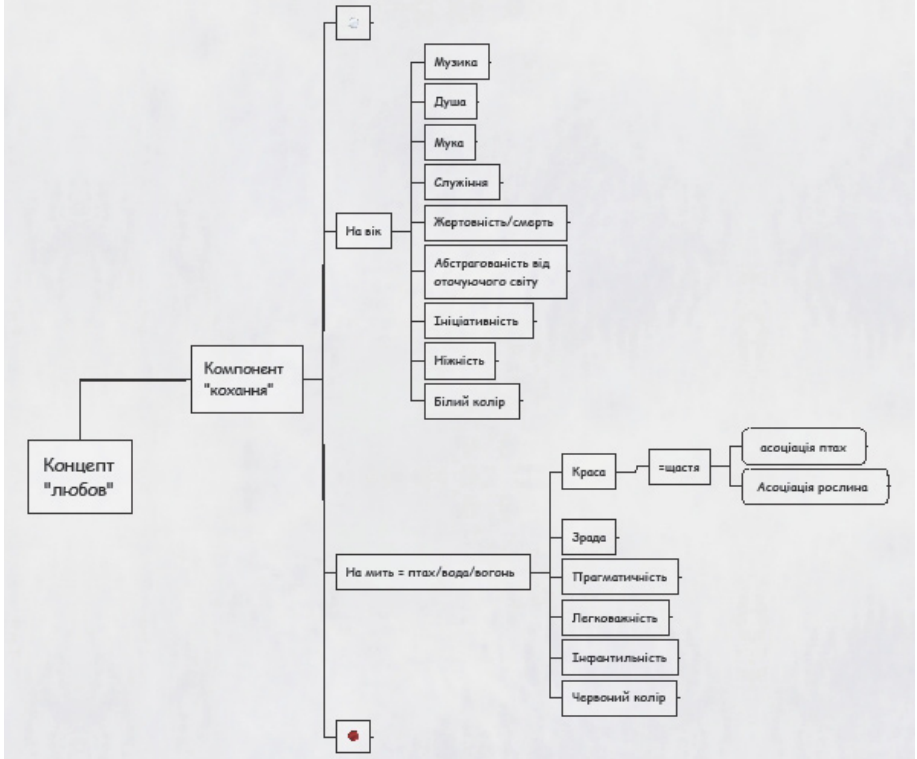 Музика
Душа
Мука
Служіння
На вік
Жертовність/смерть
Абстрагованість від
оточуючого світу
Ініціативність
Ніжність
Білий колір
Компонент
"кохання"
Концепт
"любов"
На мить = птах/вода/вогонь
Краса
=щастя
асоціація птах
Асоціація рослина
Зрада
Прагматичність
Легковажність
Інфантильність
Червоний колір